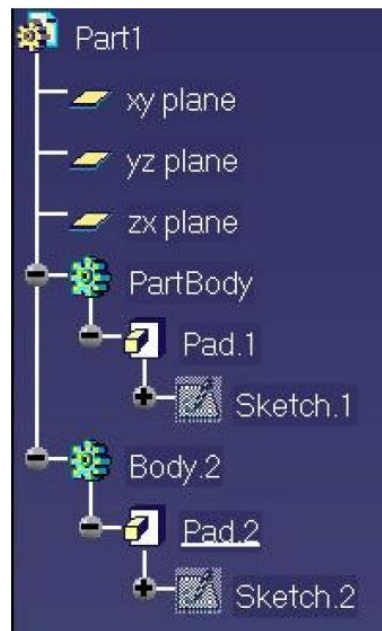 Part1
xy plane
yz plane
zx plane
PartBody
Pad.1
Sketch.1
Body.2
Pad.2
Sketch.2